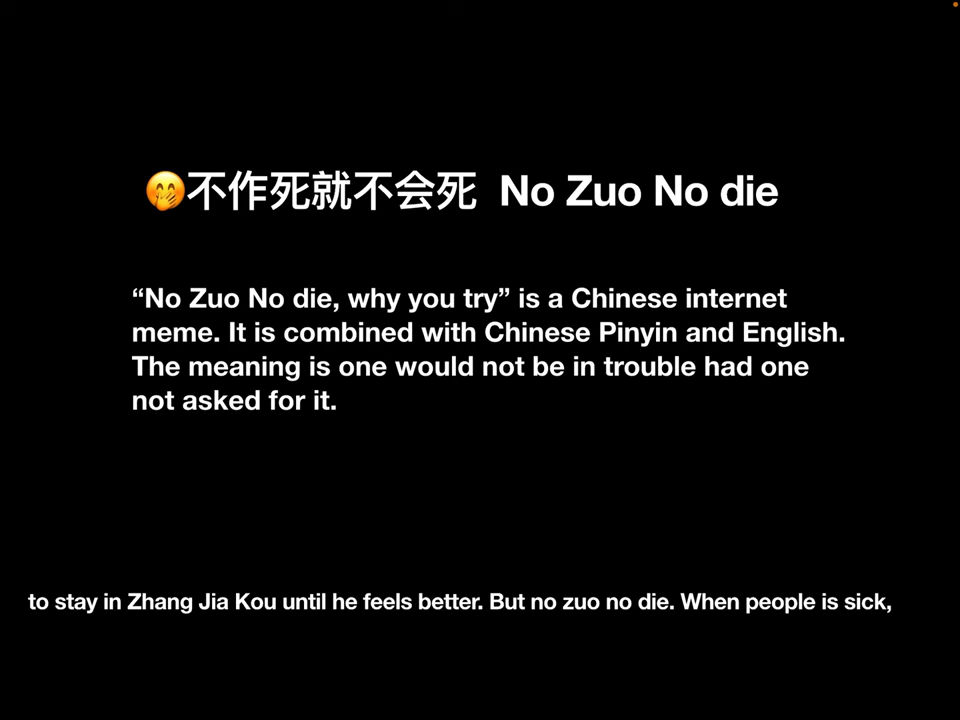 🤭不作死就不会死 No Zuo No die
“No Zuo No die, why you try” is a Chinese internet
meme. It is combined with Chinese Pinyin and English.
The meaning is one would not be in trouble had one
not asked for it.
to stay in Zhang Jia Kou until he feels better. But no zuo no die. When people is sick,